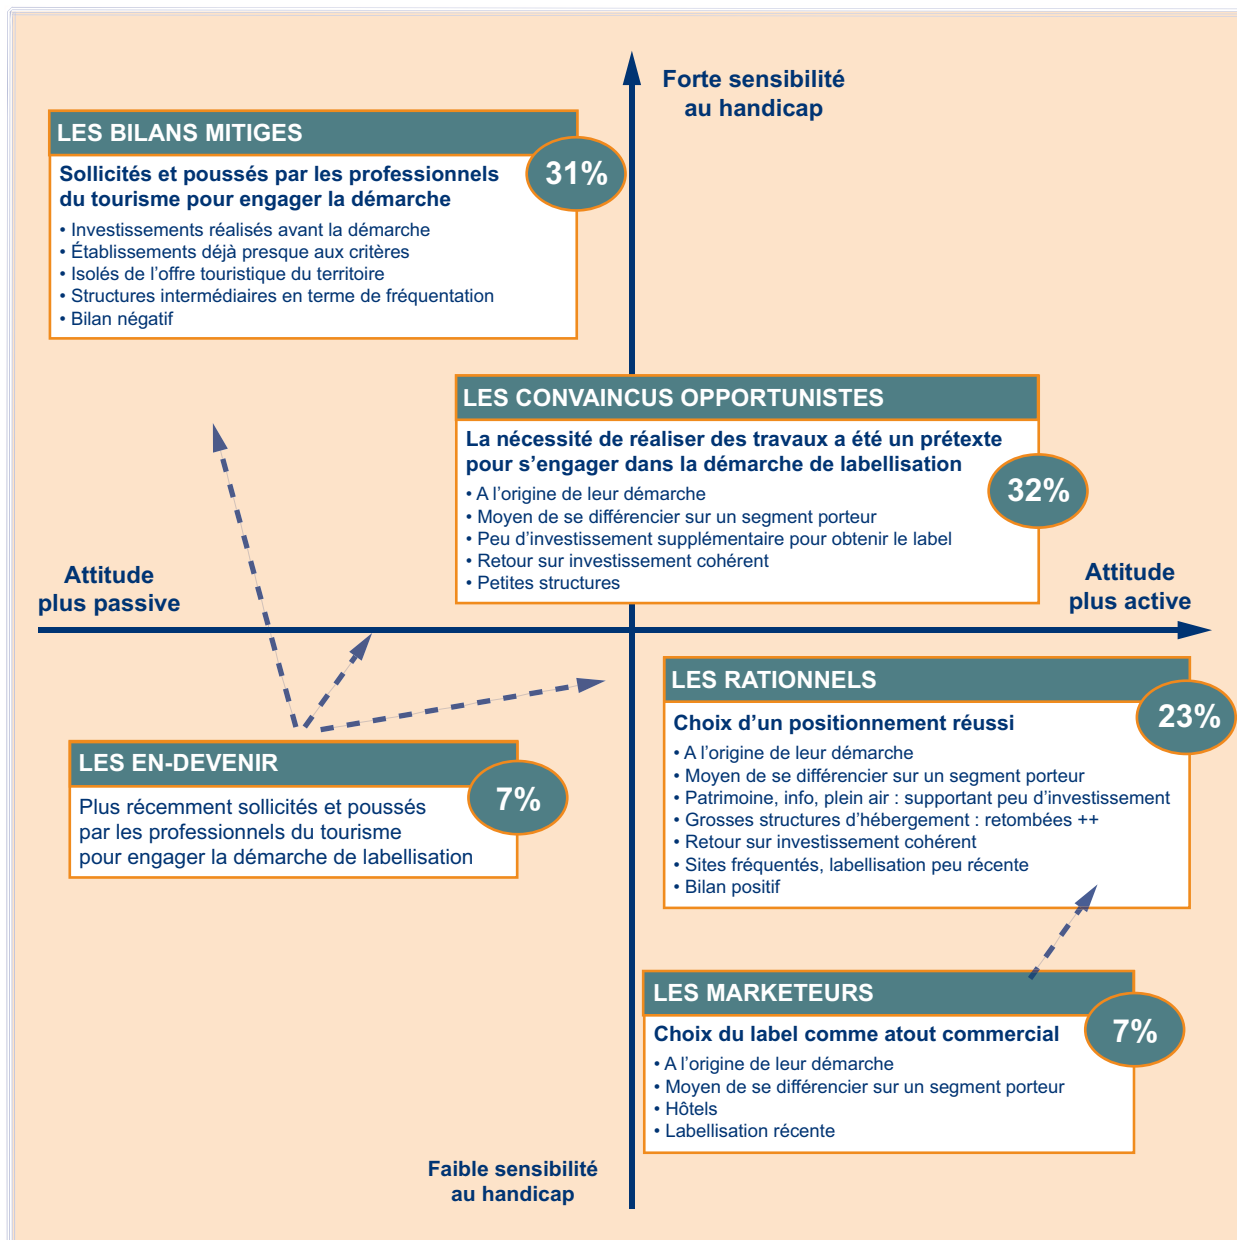 Forte sensibilité
au handicap
LES BILANS MITIGES
31%
Sollicités et poussés par les professionnels
du tourisme pour engager la démarche
• Investissements réalisés avant la démarche
• Établissements déjà presque aux critères
• Isolés de l’offre touristique du territoire
• Structures intermédiaires en terme de fréquentation
• Bilan négatif
LES CONVAINCUS OPPORTUNISTES
La nécessité de réaliser des travaux a été un prétexte
pour s’engager dans la démarche de labellisation
32%
• A l’origine de leur démarche
• Moyen de se différencier sur un segment porteur
• Peu d’investissement supplémentaire pour obtenir le label
• Retour sur investissement cohérent
• Petites structures
Attitude
plus passive
Attitude
plus active
LES RATIONNELS
23%
Choix d’un positionnement réussi
• A l’origine de leur démarche
• Moyen de se différencier sur un segment porteur
• Patrimoine, info, plein air : supportant peu d’investissement
• Grosses structures d’hébergement : retombées ++
• Retour sur investissement cohérent
• Sites fréquentés, labellisation peu récente
• Bilan positif
LES EN-DEVENIR
7%
Plus récemment sollicités et poussés
par les professionnels du tourisme
pour engager la démarche de labellisation
LES MARKETEURS
7%
Choix du label comme atout commercial
• A l’origine de leur démarche
• Moyen de se différencier sur un segment porteur
• Hôtels
• Labellisation récente
Faible sensibilité
au handicap